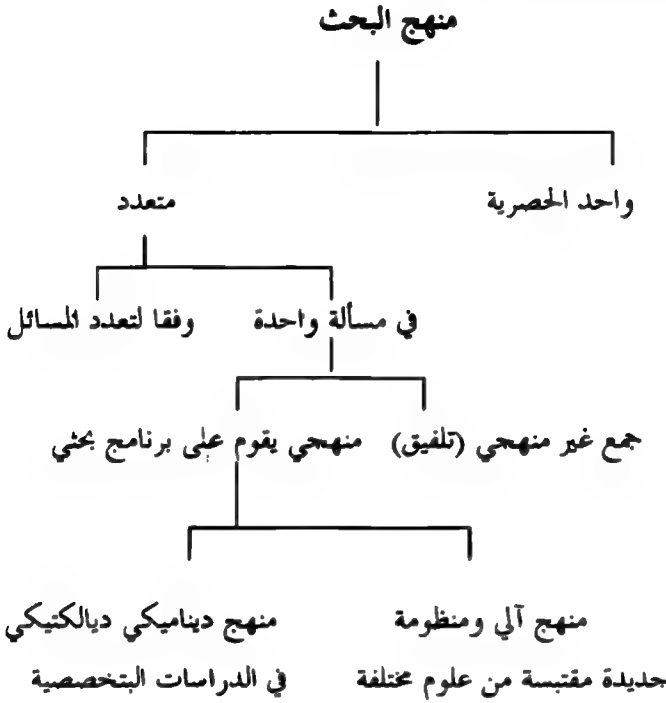 منهج البحث
واحد الحصرية
متعدد
في مسألة واحدة
وفقا لتعدد المسائل
جمع غير منهجي (تلفيق)
منهجي يقوم على برنامج بحثي
منهج آلي ومنظومة
جديدة مقتبسة من علوم مختلفة
منهج ديناميكي ديالكتيكي
في الدراسات البتخصصية